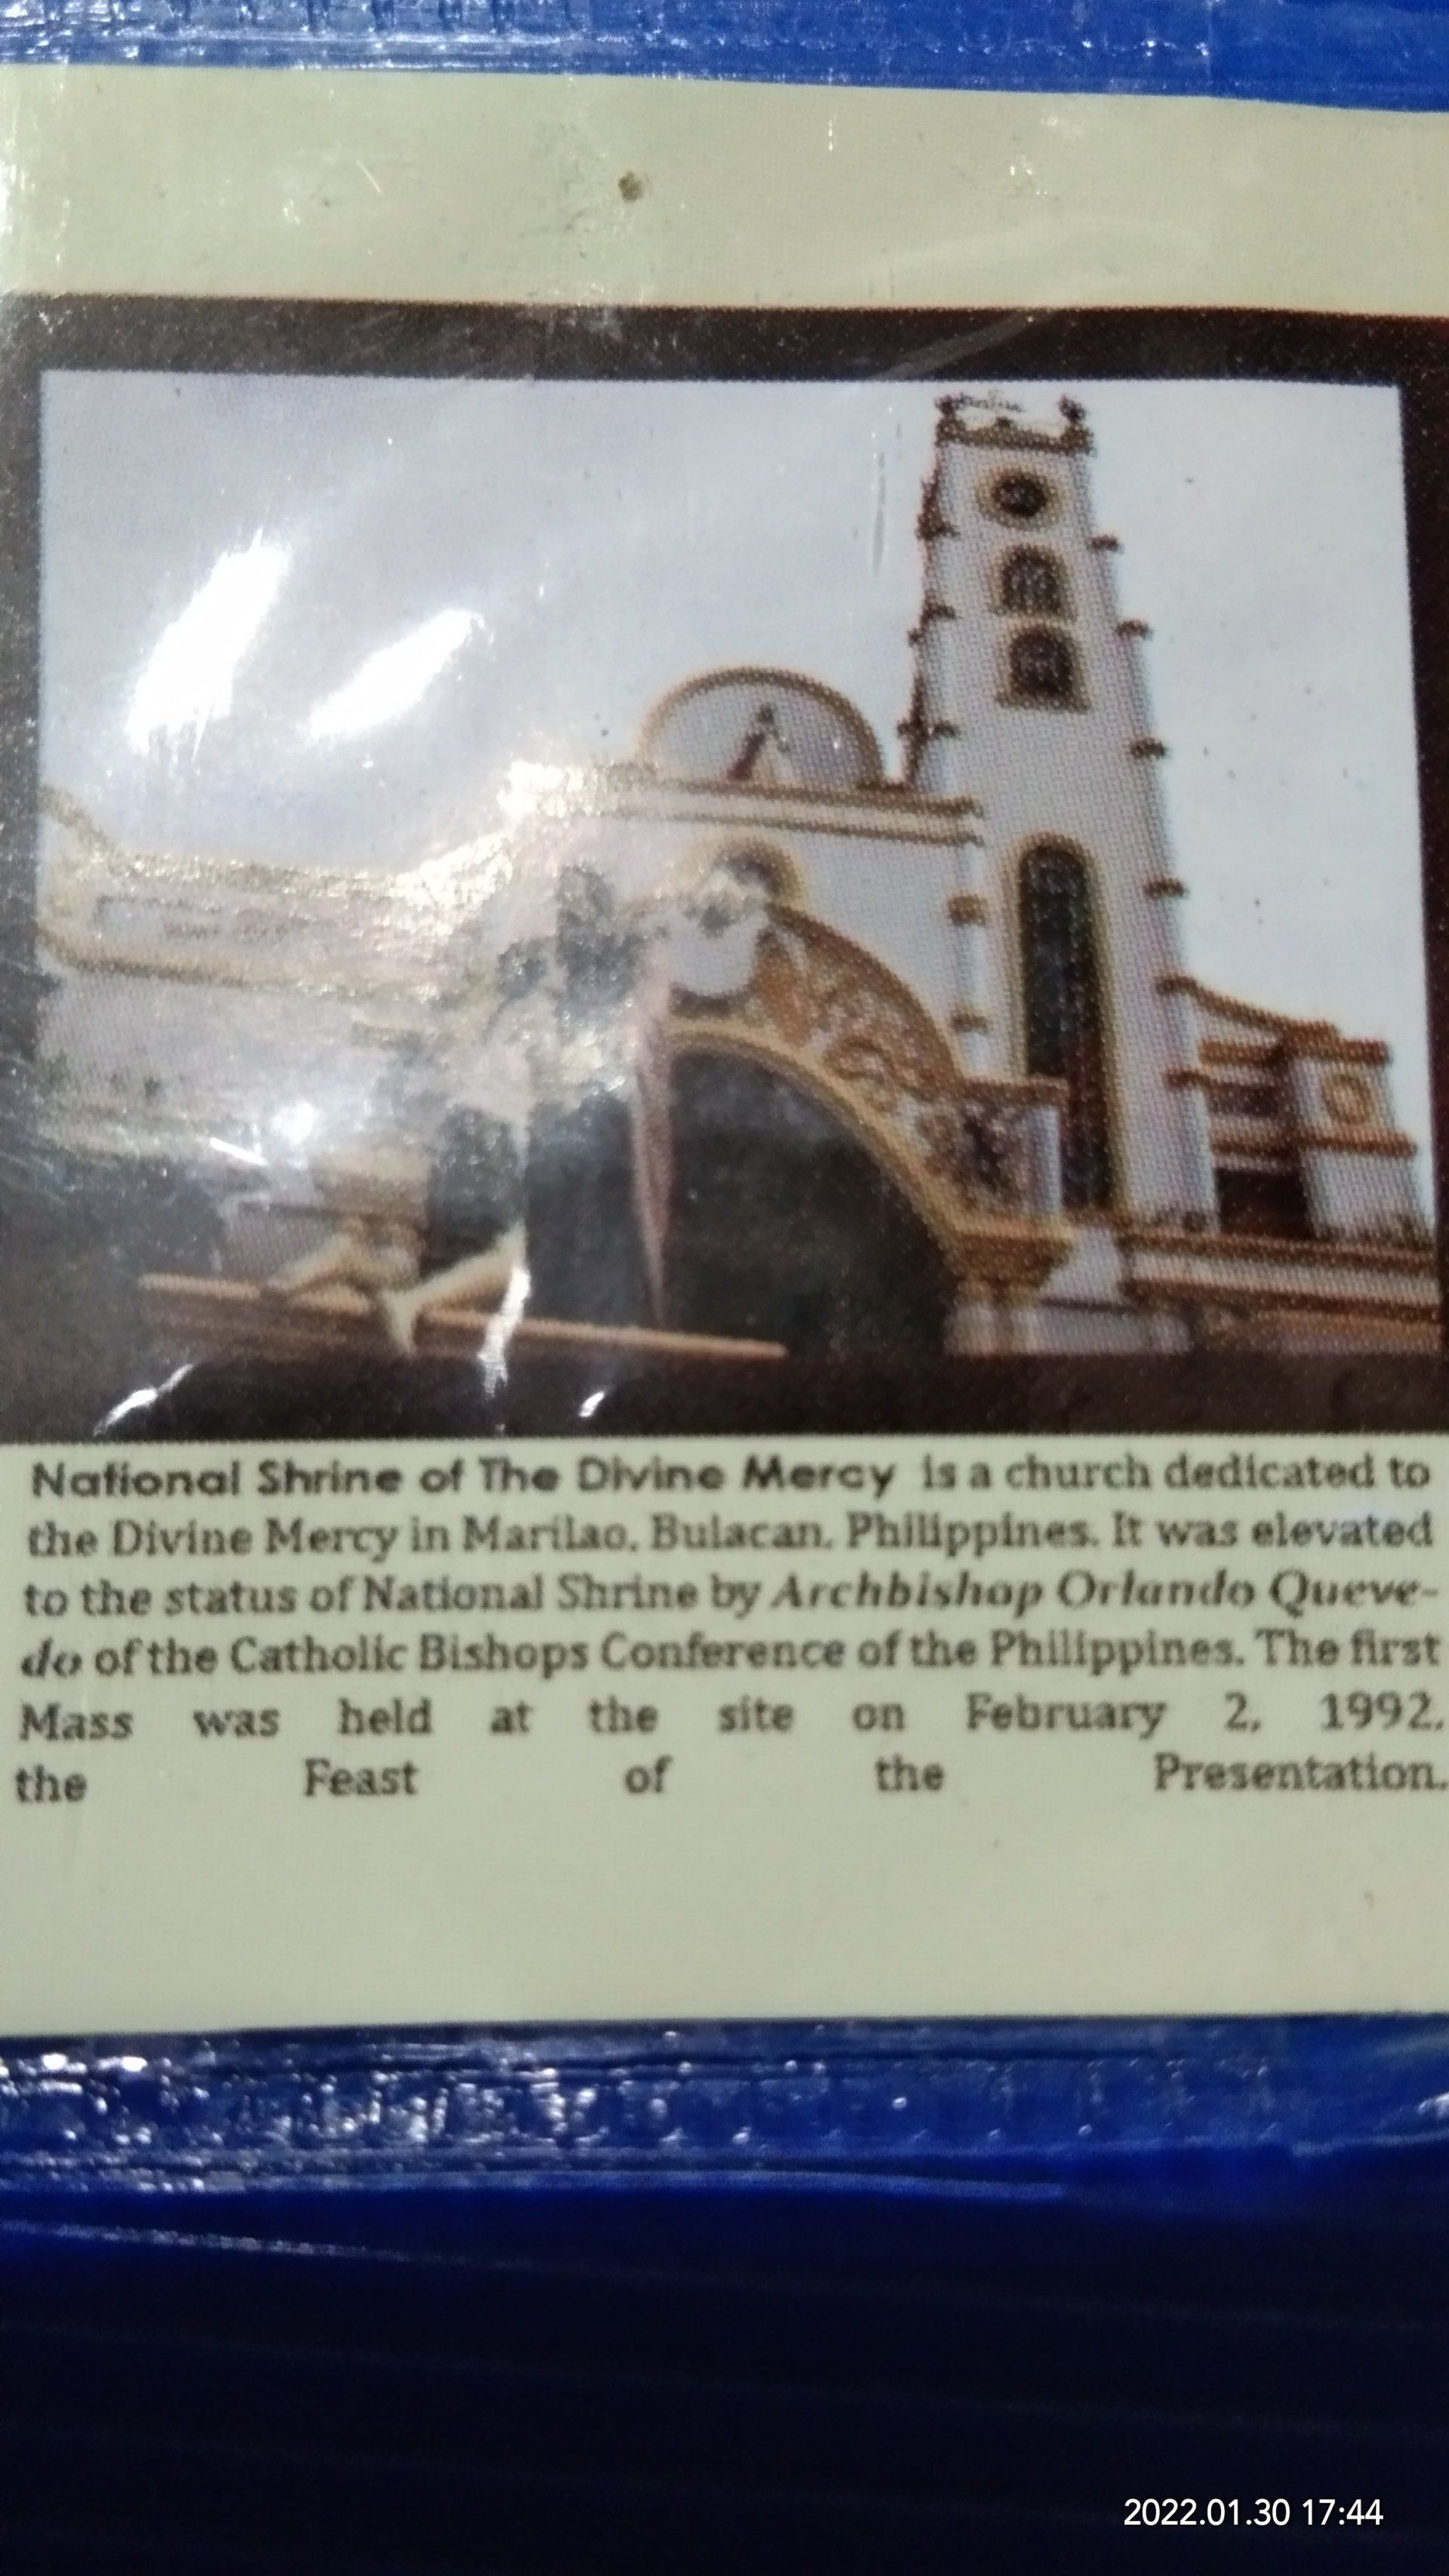 National Shrine of The Divine Mercy is a church dedicated to
the Divine Mercy in Marilao, Bulacan, Philippines. It was elevated
to the status of National Shrine by Archbishop Orlando Queve-
do of the Catholic Bishops Conference of the Philippines. The first
Mass was held at the site on February 2, 1992,
the Feast of the Presentation.
2022.01.30 17:44